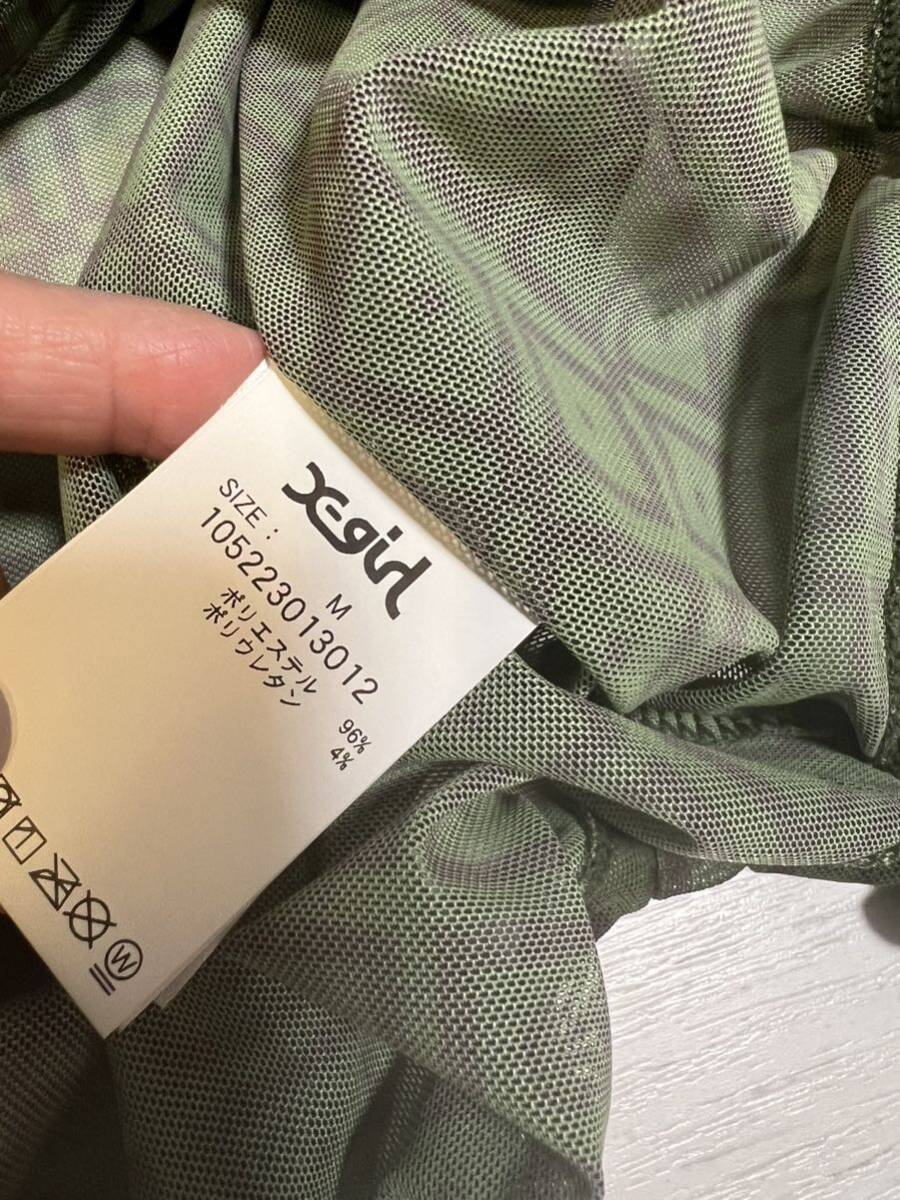 X-girl
SIZE : M
105223013012
ポリエステル 96%
ポリウレタン 4%
W